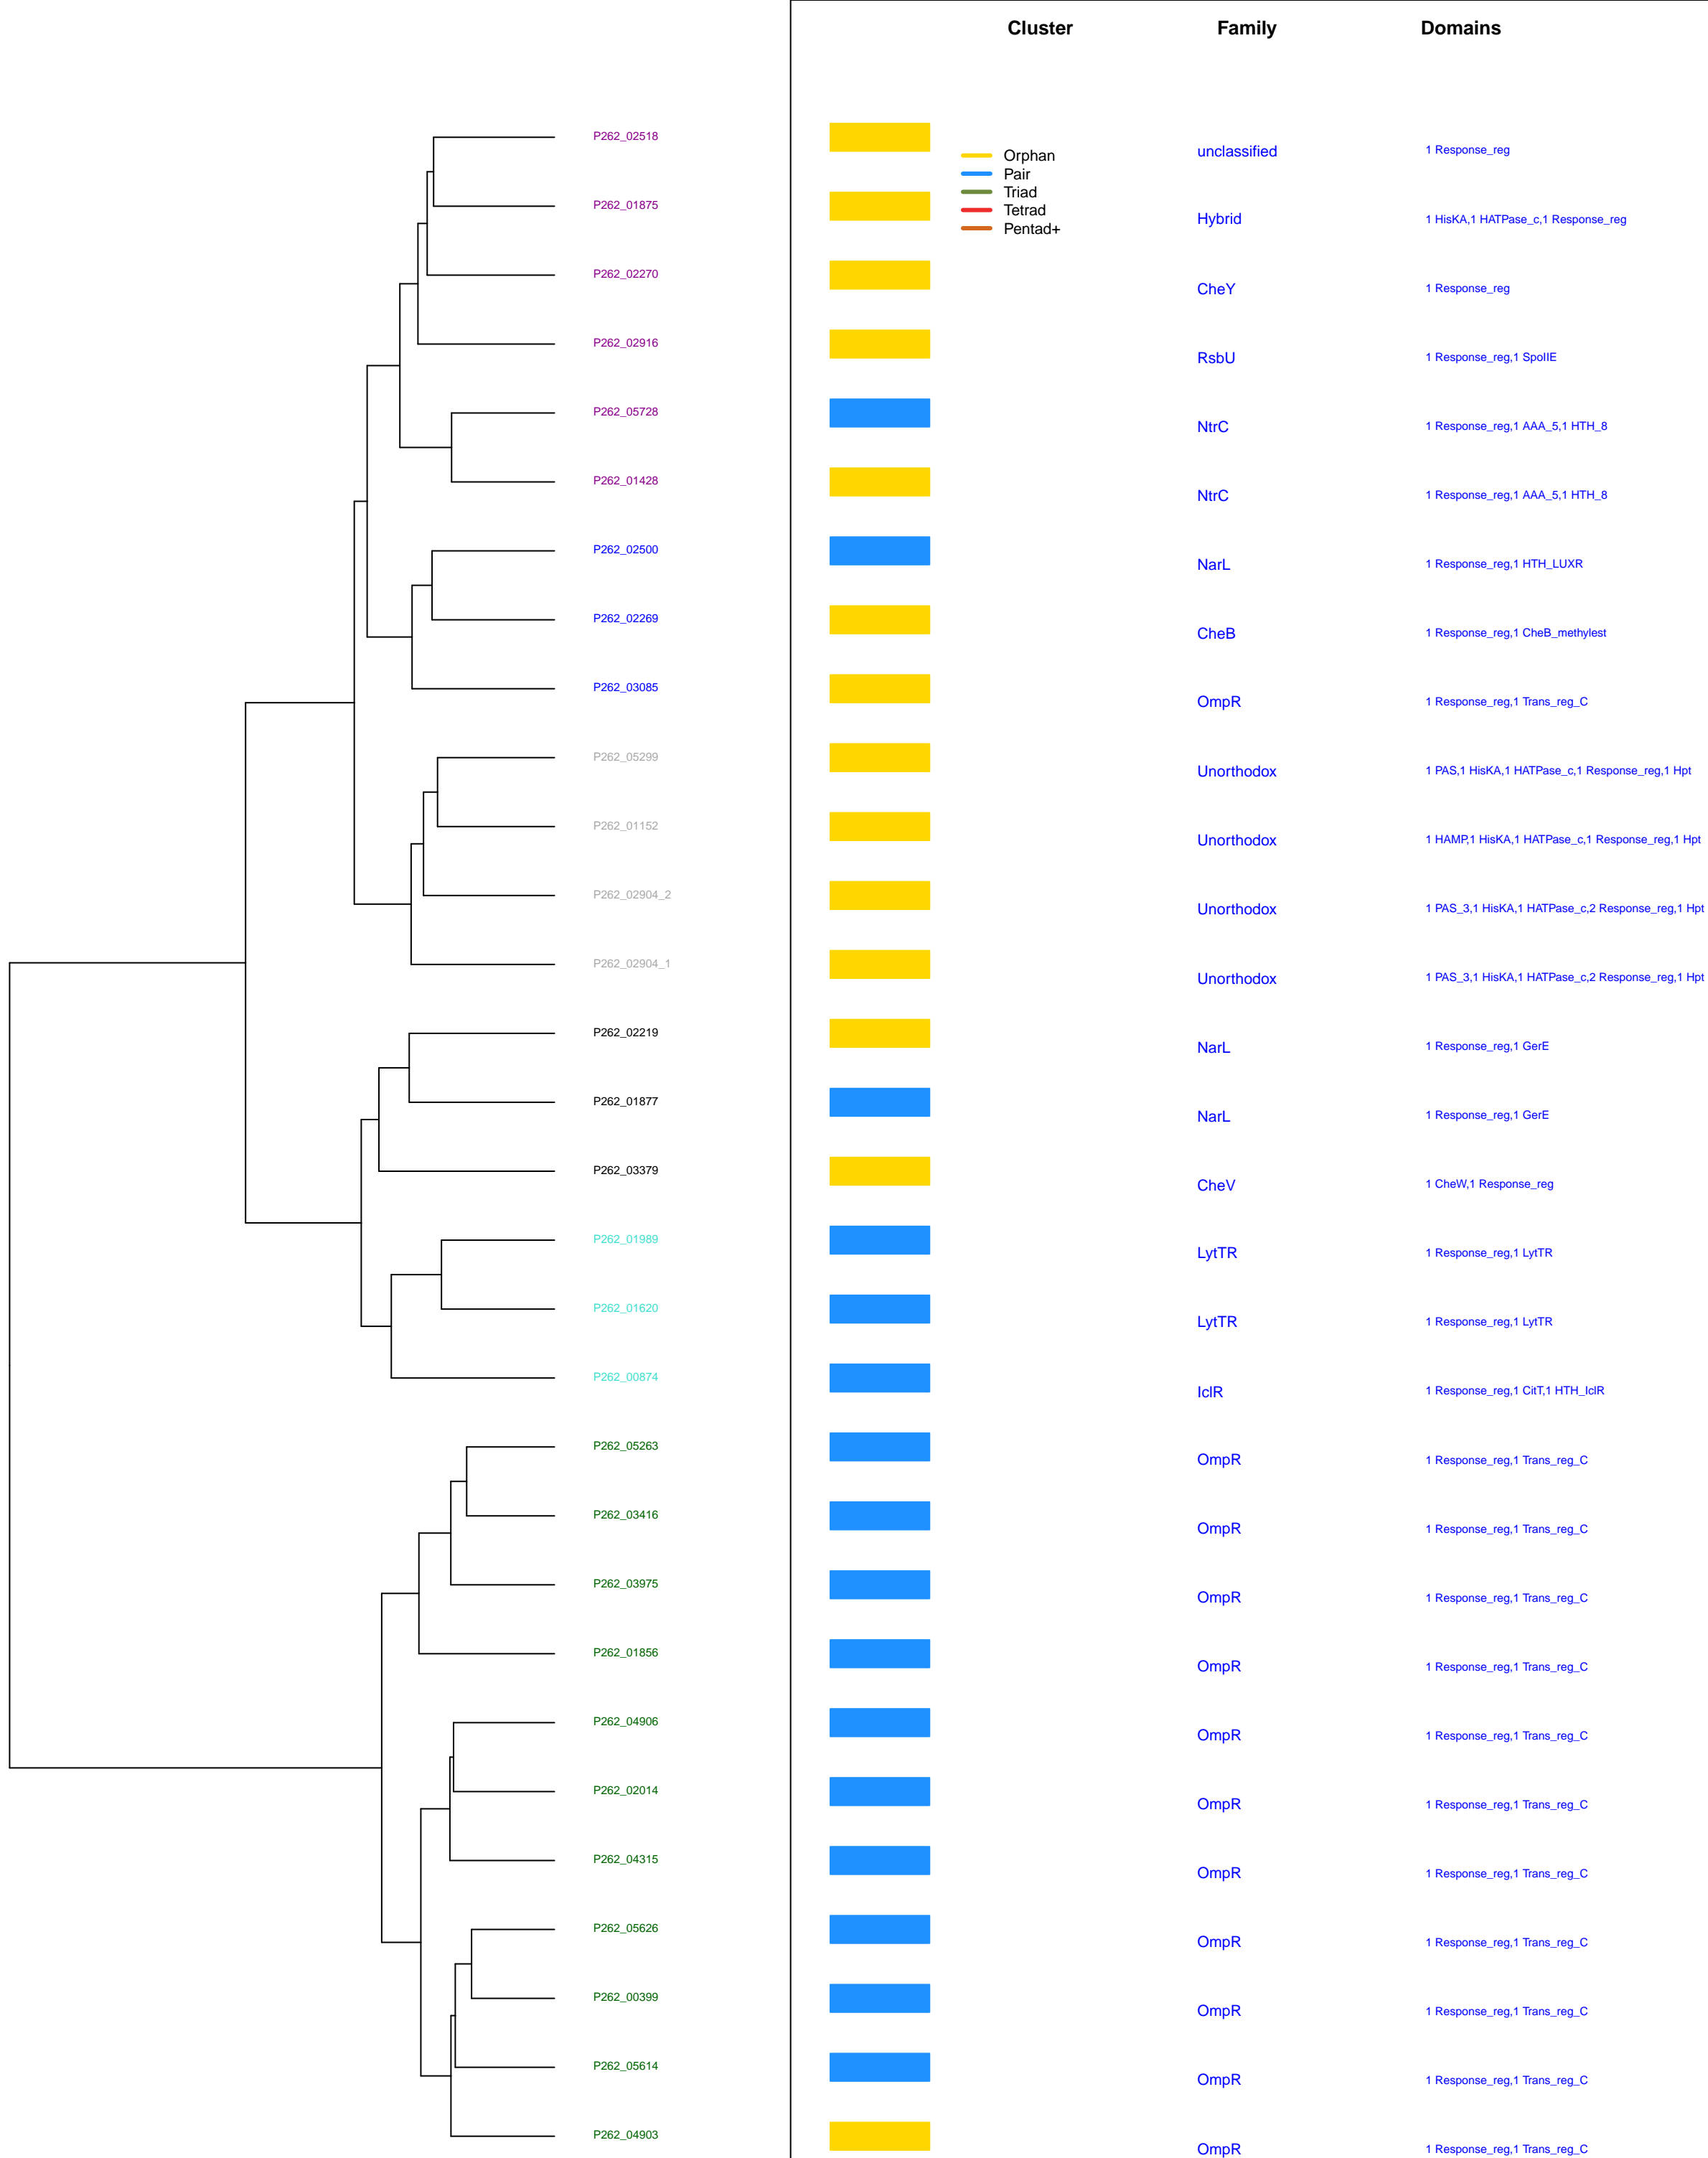 Cluster Family Domains
P262_02518 unclassified 1 Response_reg
Orphan
Pair
Triad
Tetrad
Pentad+
P262_01875 Hybrid 1 HisKA,1 HATPase_c,1 Response_reg
P262_02270 CheY 1 Response_reg
P262_02916 RsbU 1 Response_reg,1 SpoIIE
P262_05728 NtrC 1 Response_reg,1 AAA_5,1 HTH_8
P262_01428 NtrC 1 Response_reg,1 AAA_5,1 HTH_8
P262_02500 NarL 1 Response_reg,1 HTH_LUXR
P262_02269 CheB 1 Response_reg,1 CheB_methylest
P262_03085 OmpR 1 Response_reg,1 Trans_reg_C
P262_05299 Unorthodox 1 PAS,1 HisKA,1 HATPase_c,1 Response_reg,1 Hpt
P262_01152 Unorthodox 1 HAMP,1 HisKA,1 HATPase_c,1 Response_reg,1 Hpt
P262_02904_2 Unorthodox 1 PAS_3,1 HisKA,1 HATPase_c,2 Response_reg,1 Hpt
P262_02904_1 Unorthodox 1 PAS_3,1 HisKA,1 HATPase_c,2 Response_reg,1 Hpt
P262_02219 NarL 1 Response_reg,1 GerE
P262_01877 NarL 1 Response_reg,1 GerE
P262_03379 CheV 1 CheW,1 Response_reg
P262_01989 LytTR 1 Response_reg,1 LytTR
P262_01620 LytTR 1 Response_reg,1 LytTR
P262_00874 IclR 1 Response_reg,1 CitT,1 HTH_IclR
P262_05263 OmpR 1 Response_reg,1 Trans_reg_C
P262_03416 OmpR 1 Response_reg,1 Trans_reg_C
P262_03975 OmpR 1 Response_reg,1 Trans_reg_C
P262_01856 OmpR 1 Response_reg,1 Trans_reg_C
P262_04906 OmpR 1 Response_reg,1 Trans_reg_C
P262_02014 OmpR 1 Response_reg,1 Trans_reg_C
P262_04315 OmpR 1 Response_reg,1 Trans_reg_C
P262_05626 OmpR 1 Response_reg,1 Trans_reg_C
P262_00399 OmpR 1 Response_reg,1 Trans_reg_C
P262_05614 OmpR 1 Response_reg,1 Trans_reg_C
P262_04903 OmpR 1 Response_reg,1 Trans_reg_C